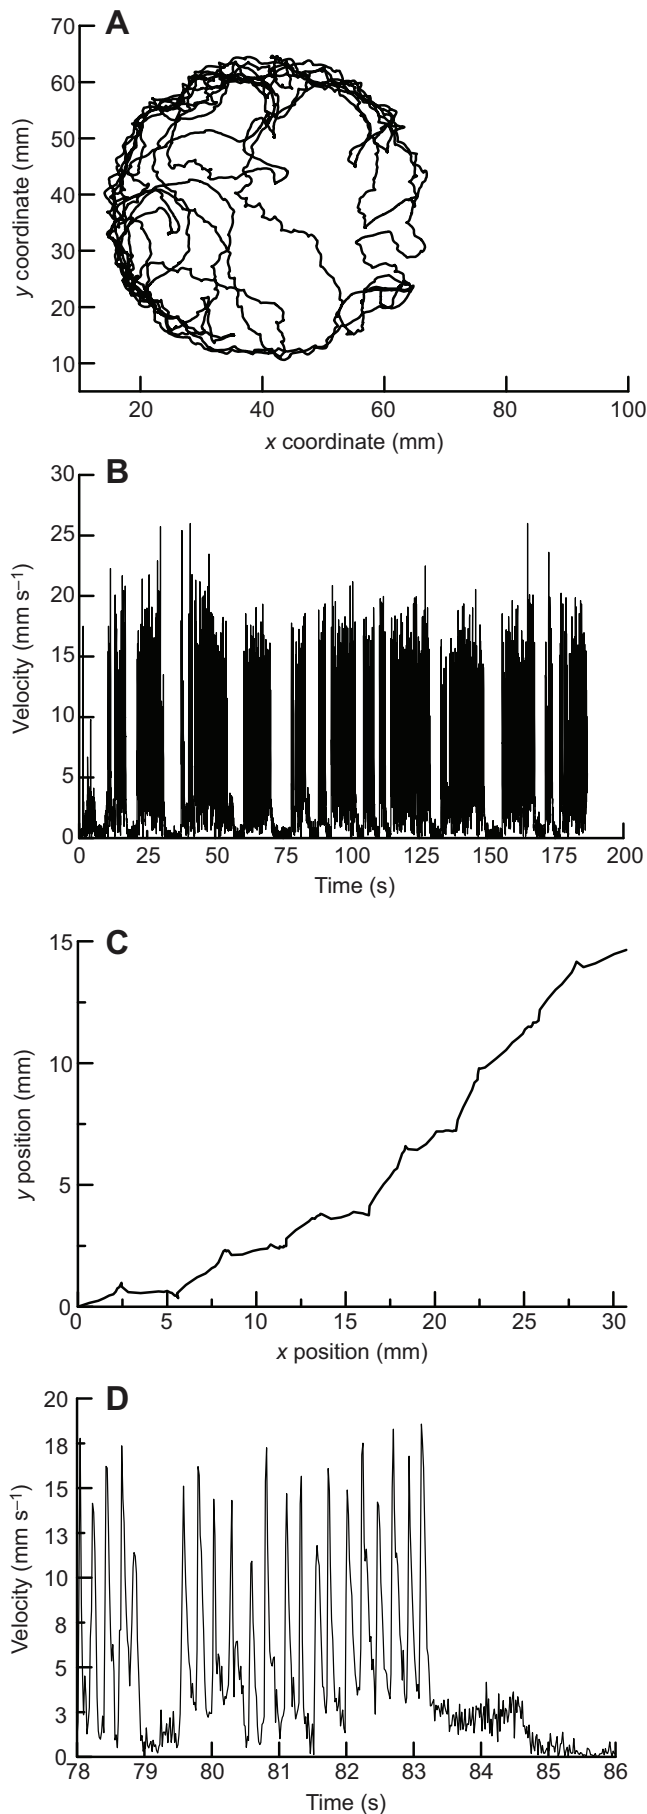 A
70
60
50
40
30
20
10
y coordinate (mm)
20 40 60 80 100
x coordinate (mm)
B
30
25
20
15
10
5
0
Velocity (mm s⁻¹)
0 25 50 75 100 125 150 175 200
Time (s)
C
15
10
5
0
y position (mm)
0 5 10 15 20 25 30
x position (mm)
D
20
18
15
13
10
8
5
3
0
Velocity (mm s⁻¹)
78 79 80 81 82 83 84 85 86
Time (s)